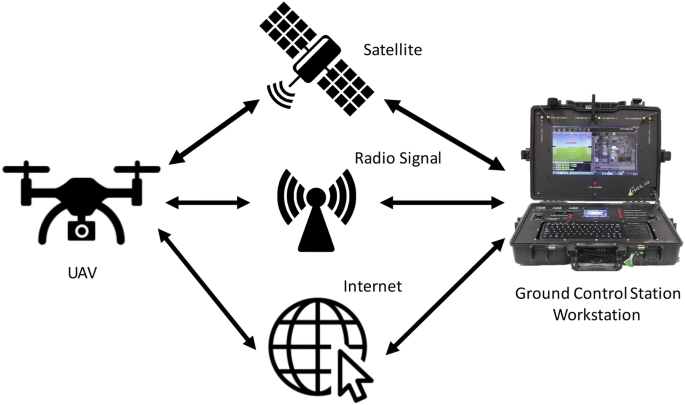 Satellite
Radio Signal
UAV
Internet
Ground Control Station
Workstation